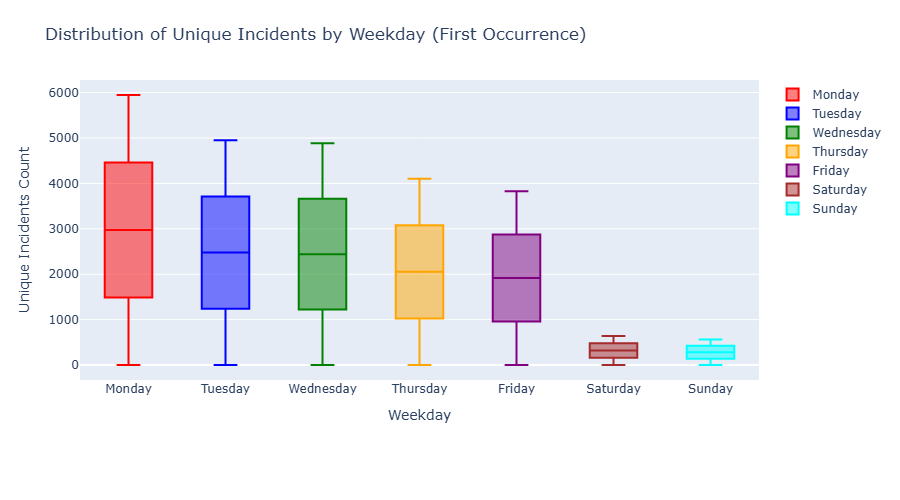 Distribution of Unique Incidents by Weekday (First Occurrence)
Unique Incidents Count
6000
5000
4000
3000
2000
1000
0
Monday Tuesday Wednesday Thursday Friday Saturday Sunday
Weekday
Monday
Tuesday
Wednesday
Thursday
Friday
Saturday
Sunday